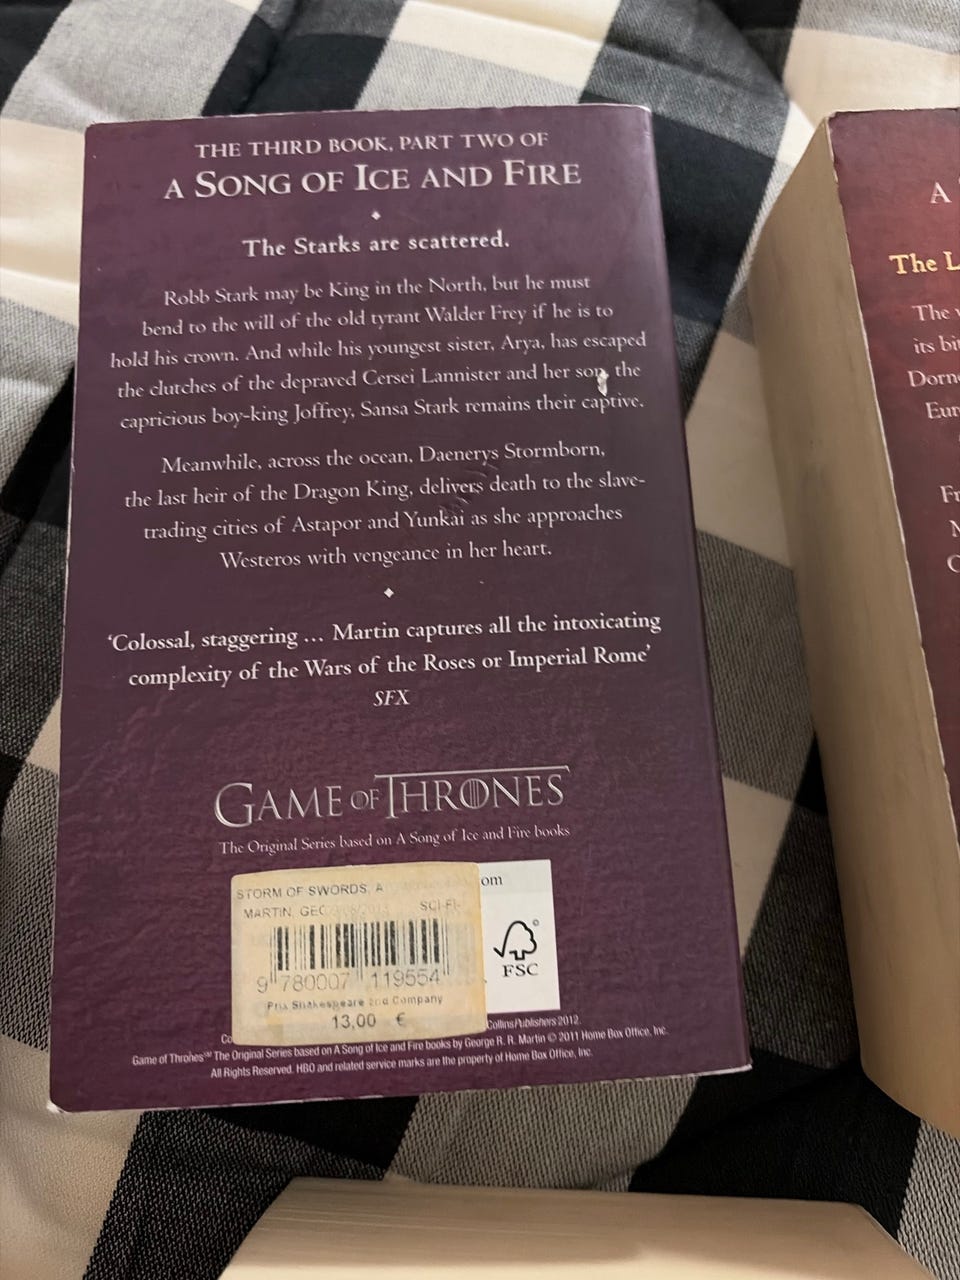 THE THIRD BOOK, PART TWO OF
A SONG OF ICE AND FIRE
The Starks are scattered.
Robb Stark may be King in the North, but he must
bend to the will of the old tyrant Walder Frey if he is to
hold his crown. And while his youngest sister, Arya, has escaped
the clutches of the depraved Cersei Lannister and her son, the
capricious boy-king Joffrey, Sansa Stark remains their captive.
Meanwhile, across the ocean, Daenerys Stormborn,
the last heir of the Dragon King, delivers death to the slave-
trading cities of Astapor and Yunkai as she approaches
Westeros with vengeance in her heart.
‘Colossal, staggering … Martin captures all the intoxicating
complexity of the Wars of the Roses or Imperial Rome’
SFX
GAME OF THRONES
The Original Series based on A Song of Ice and Fire books
STORM OF SWORDS, A
MARTIN, GEO SCI-FI-
9 780007 119554
Prix Shakespeare and Company
13,00 €
om
FSC
Co CollinsPublishers 2012.
Game of Thrones℠ The Original Series based on A Song of Ice and Fire books by George R. R. Martin © 2011 Home Box Office, Inc.
All Rights Reserved. HBO and related service marks are the property of Home Box Office, Inc.
A
The L
The
its bi
Dorn
Eur
Fr
M
C